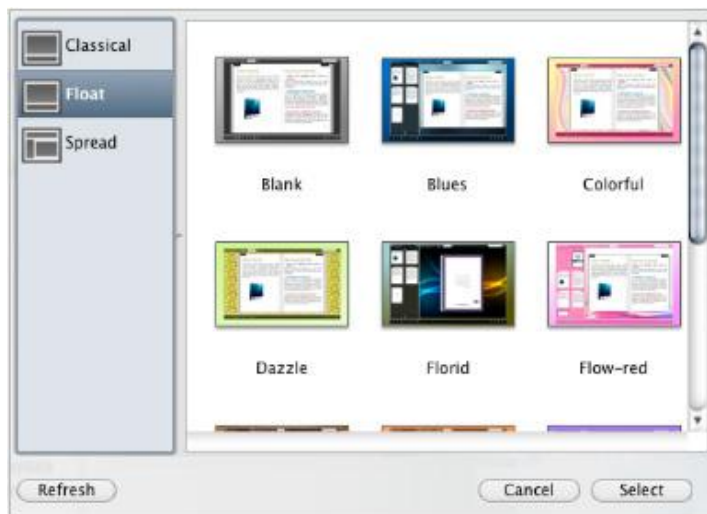 Classical
Float
Spread
Blank
Blues
Colorful
Dazzle
Florid
Flow-red
Refresh
Cancel
Select